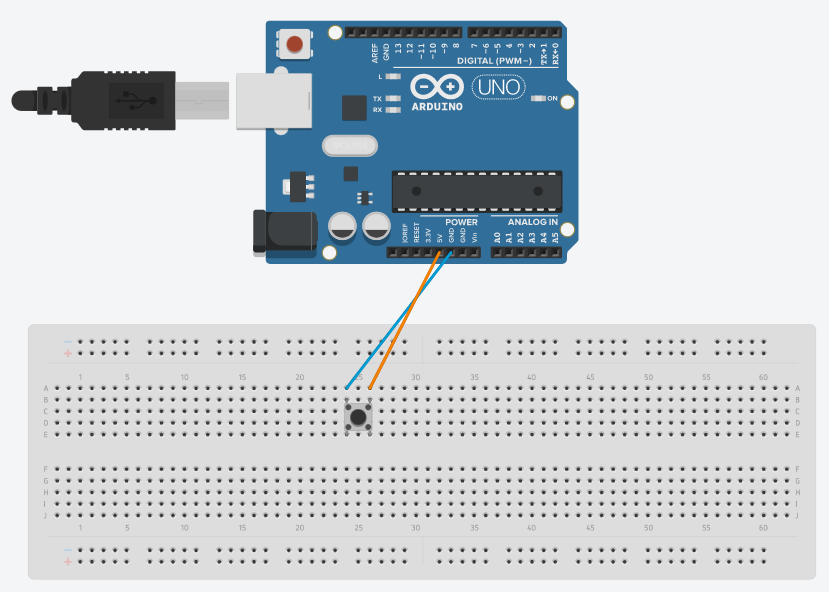 AREF GND 13 12 ~11 ~10 ~9 8 7 ~6 ~5 4 ~3 2 TX→1 RX←0
DIGITAL (PWM~)
L
TX
RX
ARDUINO
UNO
ON
POWER ANALOG IN
IOREF RESET 3.3V 5V GND GND Vin A0 A1 A2 A3 A4 A5
− −
+ +
1 5 10 15 20 25 30 35 40 45 50 55 60
A A
B B
C C
D D
E E
F F
G G
H H
I I
J J
1 5 10 15 20 25 30 35 40 45 50 55 60
− −
+ +